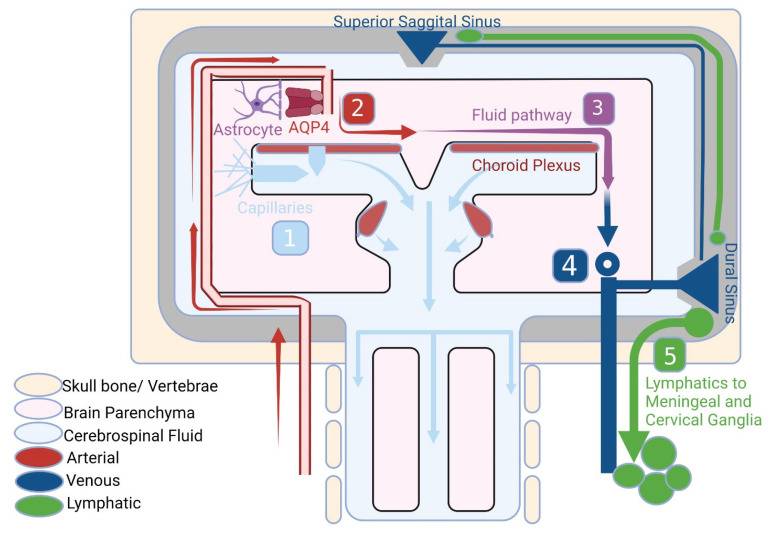 Superior Saggital Sinus
2
Fluid pathway
3
Astrocyte
AQP4
Choroid Plexus
Capillaries
1
4
Dural Sinus
5
Lymphatics to
Meningeal and
Cervical Ganglia
Skull bone/ Vertebrae
Brain Parenchyma
Cerebrospinal Fluid
Arterial
Venous
Lymphatic